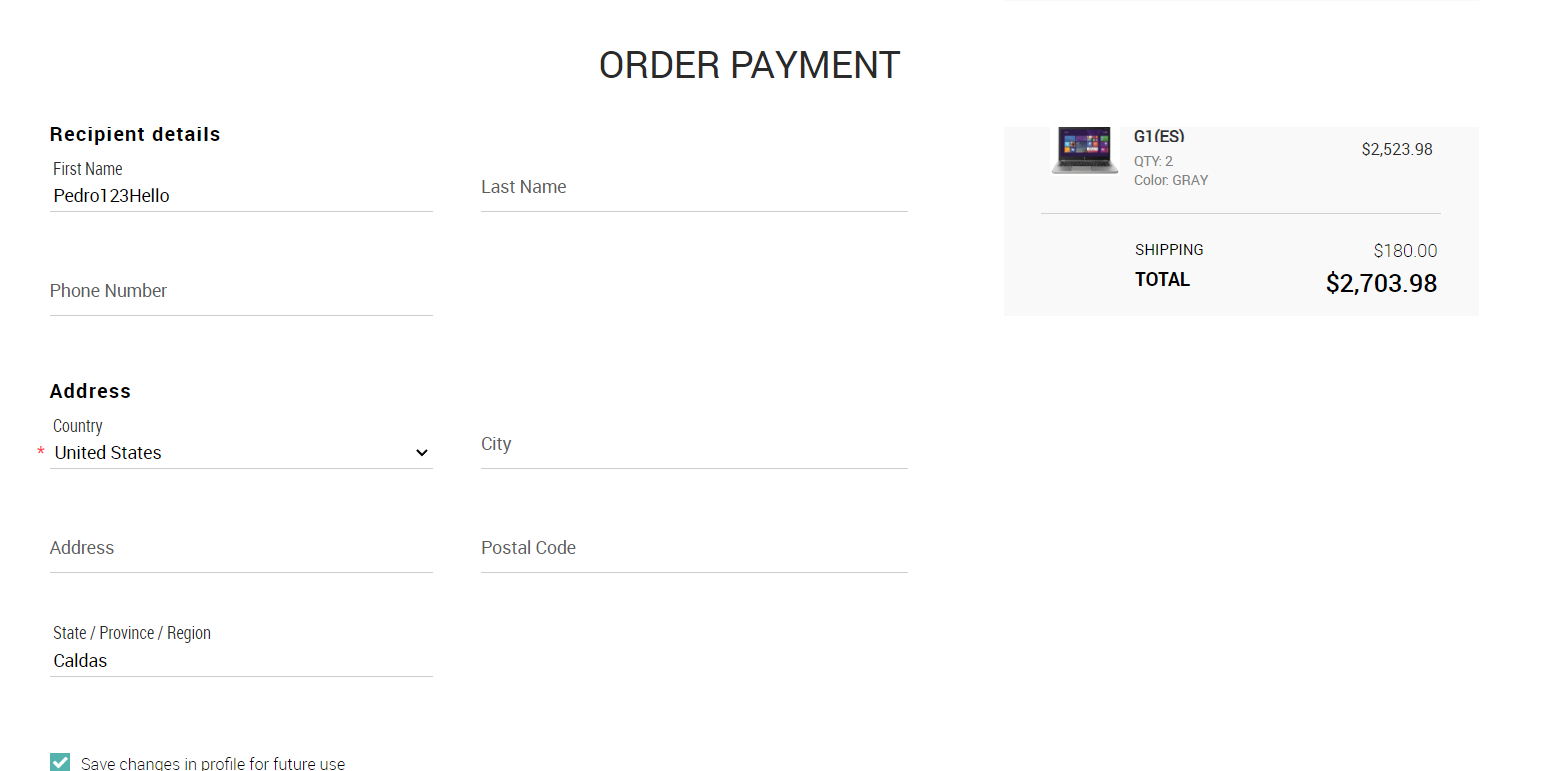 ORDER PAYMENT
Recipient details
First Name
Pedro123Hello
Last Name
Phone Number
Address
Country
* United States
City
Address
Postal Code
State / Province / Region
Caldas
Save changes in profile for future use
G1(ES)
QTY: 2
Color: GRAY
$2,523.98
SHIPPING $180.00
TOTAL $2,703.98